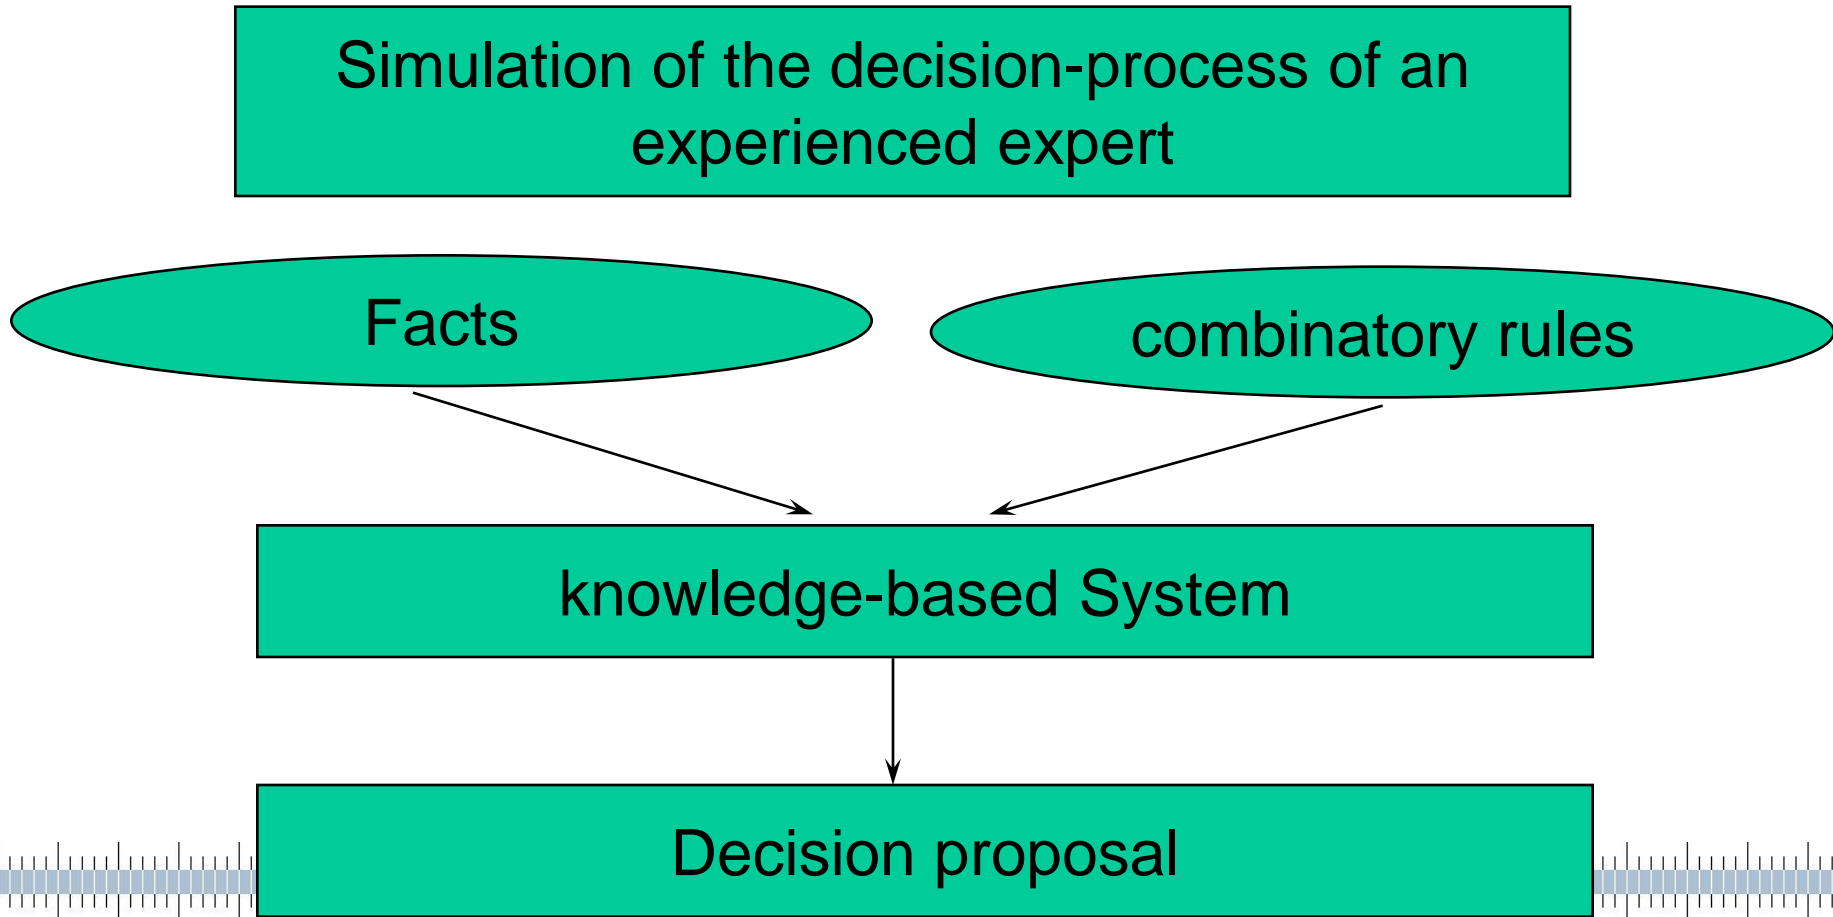 Simulation of the decision-process of an
experienced expert
Facts
combinatory rules
knowledge-based System
Decision proposal